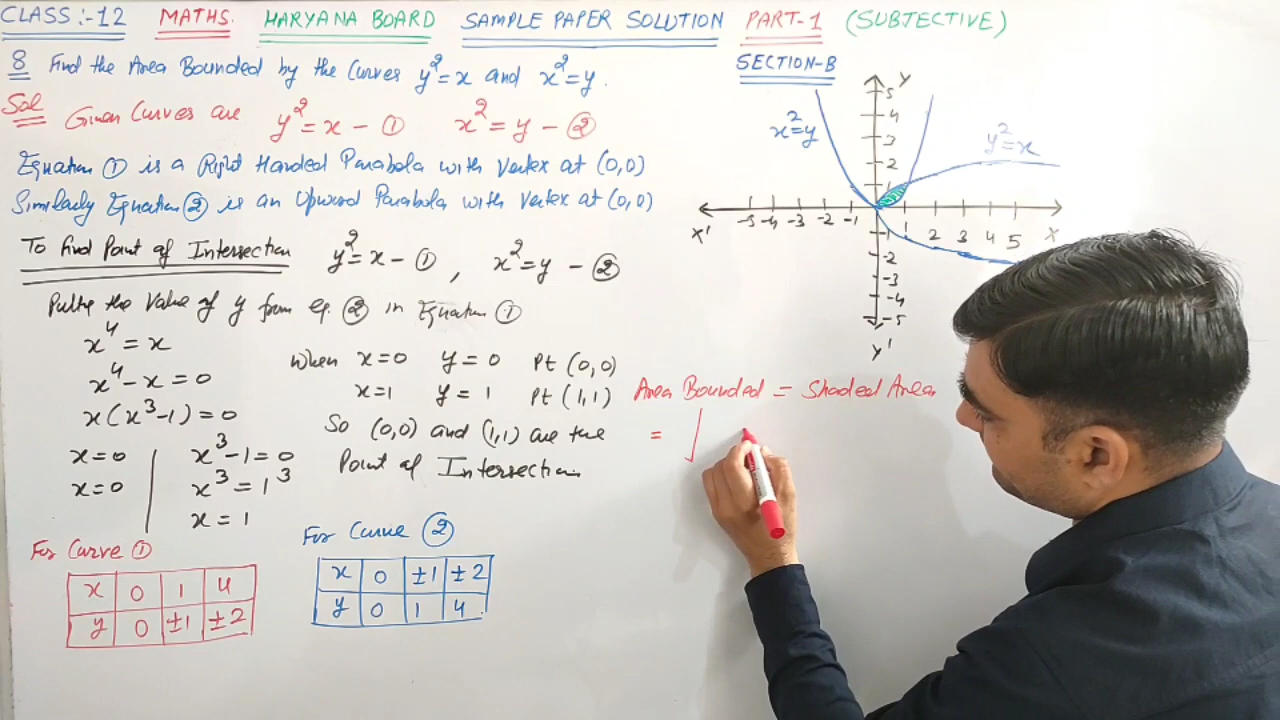 CLASS :- 12 MATHS. HARYANA BOARD SAMPLE PAPER SOLUTION PART-1 (SUBJECTIVE)
SECTION-B
8 Find the Area Bounded by the Curves y²=x and x²=y.
Sol Given Curves are y²=x - ① x²=y - ②
Equation ① is a Right Handed Parabola with Vertex at (0,0)
Similarly Equation ② is an Upward Parabola with Vertex at (0,0)
To Find Point of Intersection y²=x - ① , x²=y - ②
Putting the Value of y from eq. ② in Equation ①
x⁴ = x
x⁴-x=0
x(x³-1)=0
x=0 x³-1=0
x=0 x³=1³
x=1
When x=0 y=0 Pt (0,0)
x=1 y=1 Pt (1,1)
So (0,0) and (1,1) are the
Point of Intersection
For Curve ①
x 0 1 4
y 0 ±1 ±2
For Curve ②
x 0 ±1 ±2
y 0 1 4
Y
5
4
3
2
1
x²=y
y²=x
X' -5 -4 -3 -2 -1 1 2 3 4 5 X
-1
-2
-3
-4
-5
Y'
Area Bounded = Shaded Area
= ∫